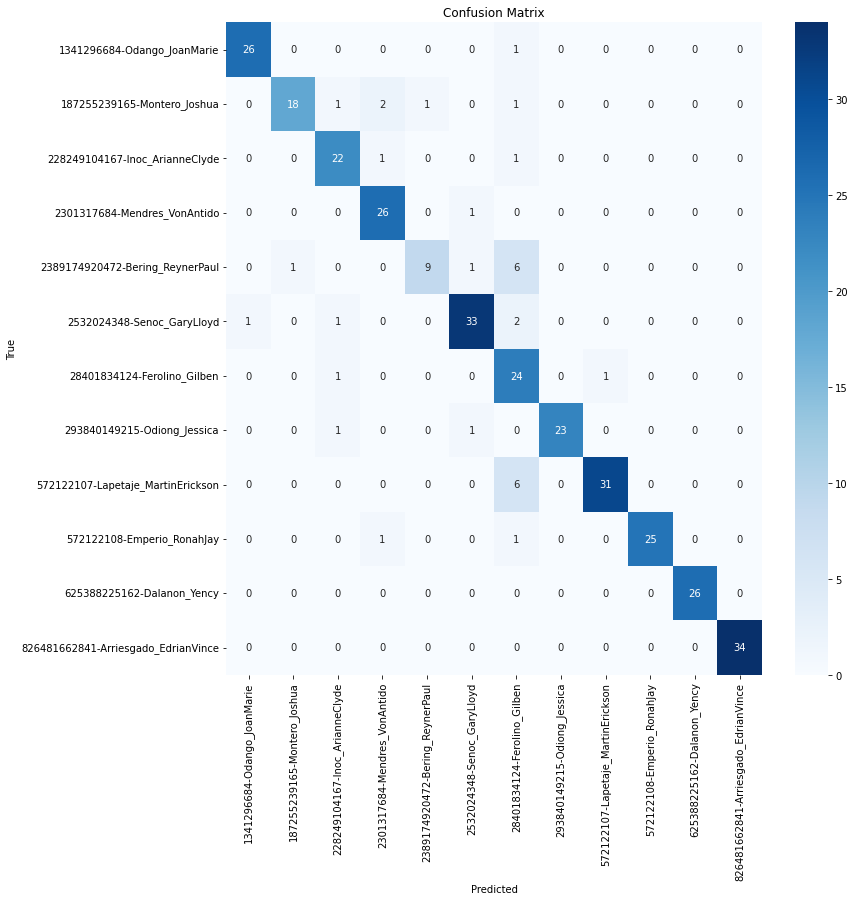 Confusion Matrix
1341296684-Odango_JoanMarie 26 0 0 0 0 0 1 0 0 0 0 0
187255239165-Montero_Joshua 0 18 1 2 1 0 1 0 0 0 0 0
228249104167-Inoc_ArianneClyde 0 0 22 1 0 0 1 0 0 0 0 0
2301317684-Mendres_VonAntido 0 0 0 26 0 1 0 0 0 0 0 0
2389174920472-Bering_ReynerPaul 0 1 0 0 9 1 6 0 0 0 0 0
2532024348-Senoc_GaryLloyd 1 0 1 0 0 33 2 0 0 0 0 0
28401834124-Ferolino_Gilben 0 0 1 0 0 0 24 0 1 0 0 0
293840149215-Odiong_Jessica 0 0 1 0 0 1 0 23 0 0 0 0
572122107-Lapetaje_MartinErickson 0 0 0 0 0 0 6 0 31 0 0 0
572122108-Emperio_RonahJay 0 0 0 1 0 0 1 0 0 25 0 0
625388225162-Dalanon_Yency 0 0 0 0 0 0 0 0 0 0 26 0
826481662841-Arriesgado_EdrianVince 0 0 0 0 0 0 0 0 0 0 0 34
True
1341296684-Odango_JoanMarie
187255239165-Montero_Joshua
228249104167-Inoc_ArianneClyde
2301317684-Mendres_VonAntido
2389174920472-Bering_ReynerPaul
2532024348-Senoc_GaryLloyd
28401834124-Ferolino_Gilben
293840149215-Odiong_Jessica
572122107-Lapetaje_MartinErickson
572122108-Emperio_RonahJay
625388225162-Dalanon_Yency
826481662841-Arriesgado_EdrianVince
Predicted
30
25
20
15
10
5
0